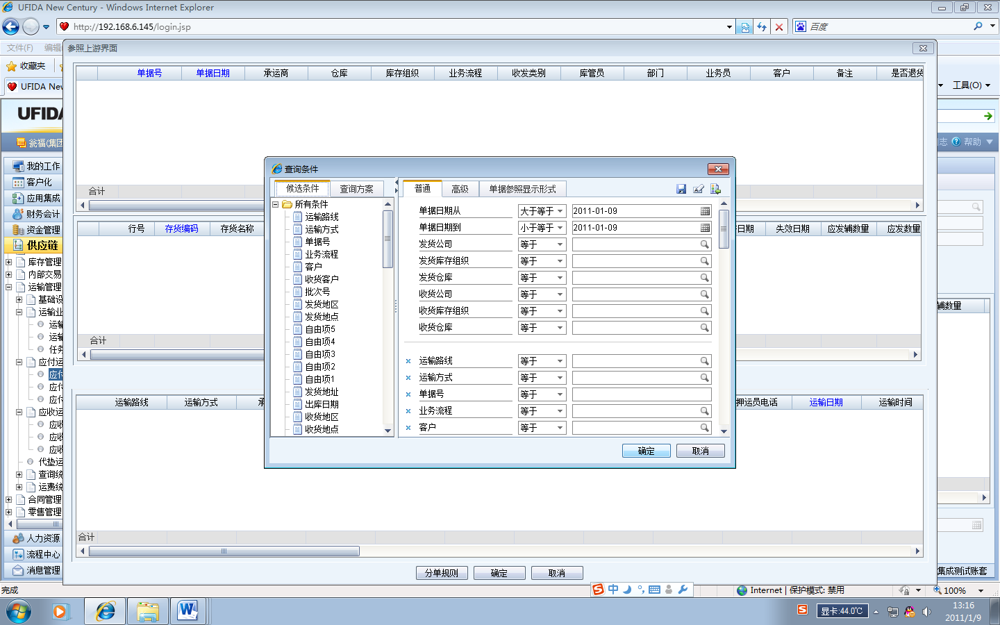 UFIDA New Century - Windows Internet Explorer
http://192.168.6.145/login.jsp
百度
文件(F) 编辑
收藏夹
UFIDA New
工具(O)
UFIDA
瓮福(集团
志 帮助
参照上游界面
单据号 单据日期 承运商 仓库 库存组织 业务流程 收发类别 库管员 部门 业务员 客户 备注 是否退货
合计
行号 存货编码 存货名称
日期 失效日期 应发辅数量 应发数量
合计
运输路线 运输方式
押运员电话 运输日期 运输时间
合计
分单规则 确定 取消
我的工作
客户化
应用集成
财务会计
资金管理
供应链
库存管理
内部交易
运输管理
基础设
运输业
运输
运输
任务
应付运
应付
应付
应付
应收运
应收
应收
应收
代垫运
查询统
运费统
合同管理
零售管理
人力资源
流程中心
消息管理
辅数量
集成测试账套
查询条件
候选条件 查询方案
所有条件
运输路线
运输方式
单据号
业务流程
客户
收货客户
批次号
发货地区
发货地点
自由项5
自由项4
自由项3
自由项2
自由项1
发货地址
出库日期
收货地区
收货地点
普通 高级 单据参照显示形式
单据日期从 大于等于 2011-01-09
单据日期到 小于等于 2011-01-09
发货公司 等于
发货库存组织 等于
发货仓库 等于
收货公司 等于
收货库存组织 等于
收货仓库 等于
运输路线 等于
运输方式 等于
单据号 等于
业务流程 等于
客户 等于
确定 取消
完成
中
Internet | 保护模式: 禁用
100%
显卡:44.0℃
13:16
2011/1/9